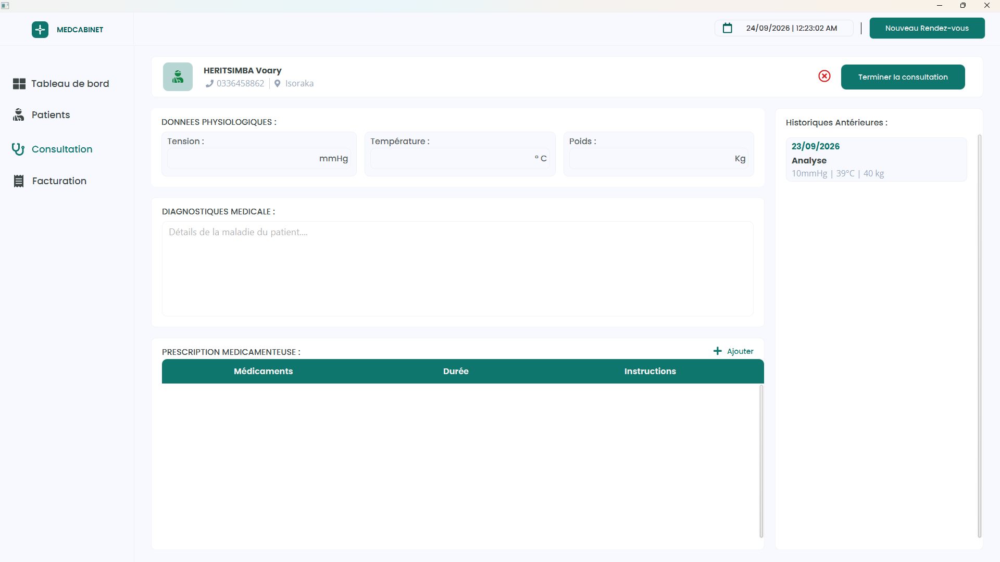 MEDCABINET
24/09/2026 | 12:23:02 AM
Nouveau Rendez-vous
Tableau de bord
Patients
Consultation
Facturation
HERITSIMBA Voary
0336458862
Isoraka
Terminer la consultation
DONNEES PHYSIOLOGIQUES :
Tension :
mmHg
Température :
° C
Poids :
Kg
DIAGNOSTIQUES MEDICALE :
Détails de la maladie du patient....
PRESCRIPTION MEDICAMENTEUSE :
Ajouter
Médicaments
Durée
Instructions
Historiques Antérieures :
23/09/2026
Analyse
10mmHg | 39°C | 40 kg